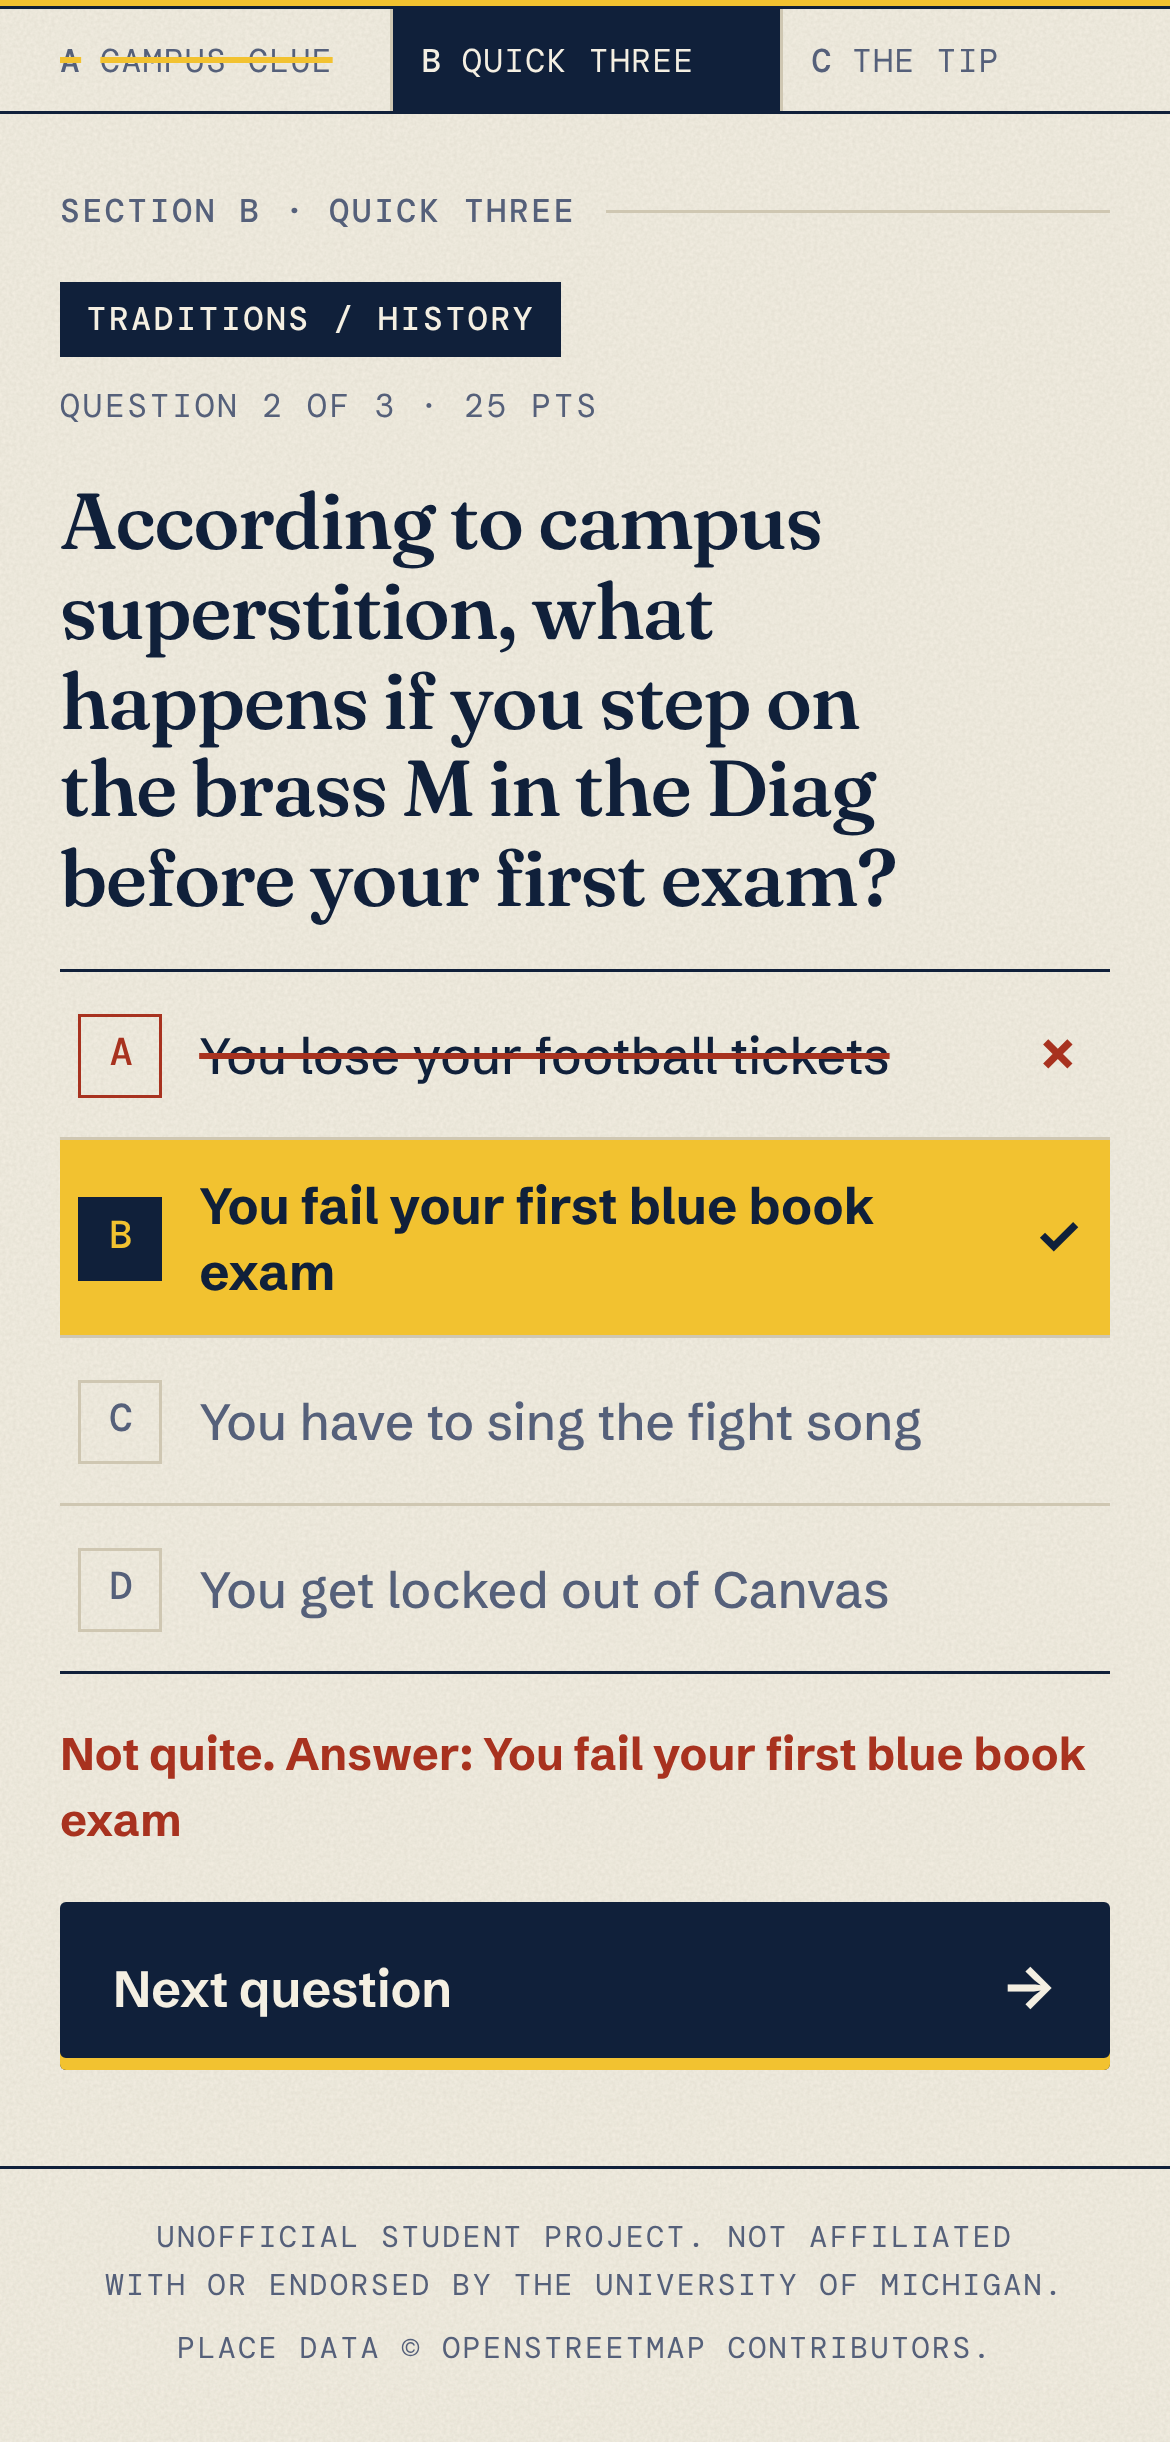 A CAMPUS CLUE
B QUICK THREE
C THE TIP
SECTION B · QUICK THREE
TRADITIONS / HISTORY
QUESTION 2 OF 3 · 25 PTS
According to campus
superstition, what
happens if you step on
the brass M in the Diag
before your first exam?
A You lose your football tickets ×
B You fail your first blue book
exam ✓
C You have to sing the fight song
D You get locked out of Canvas
Not quite. Answer: You fail your first blue book
exam
Next question →
UNOFFICIAL STUDENT PROJECT. NOT AFFILIATED
WITH OR ENDORSED BY THE UNIVERSITY OF MICHIGAN.
PLACE DATA © OPENSTREETMAP CONTRIBUTORS.